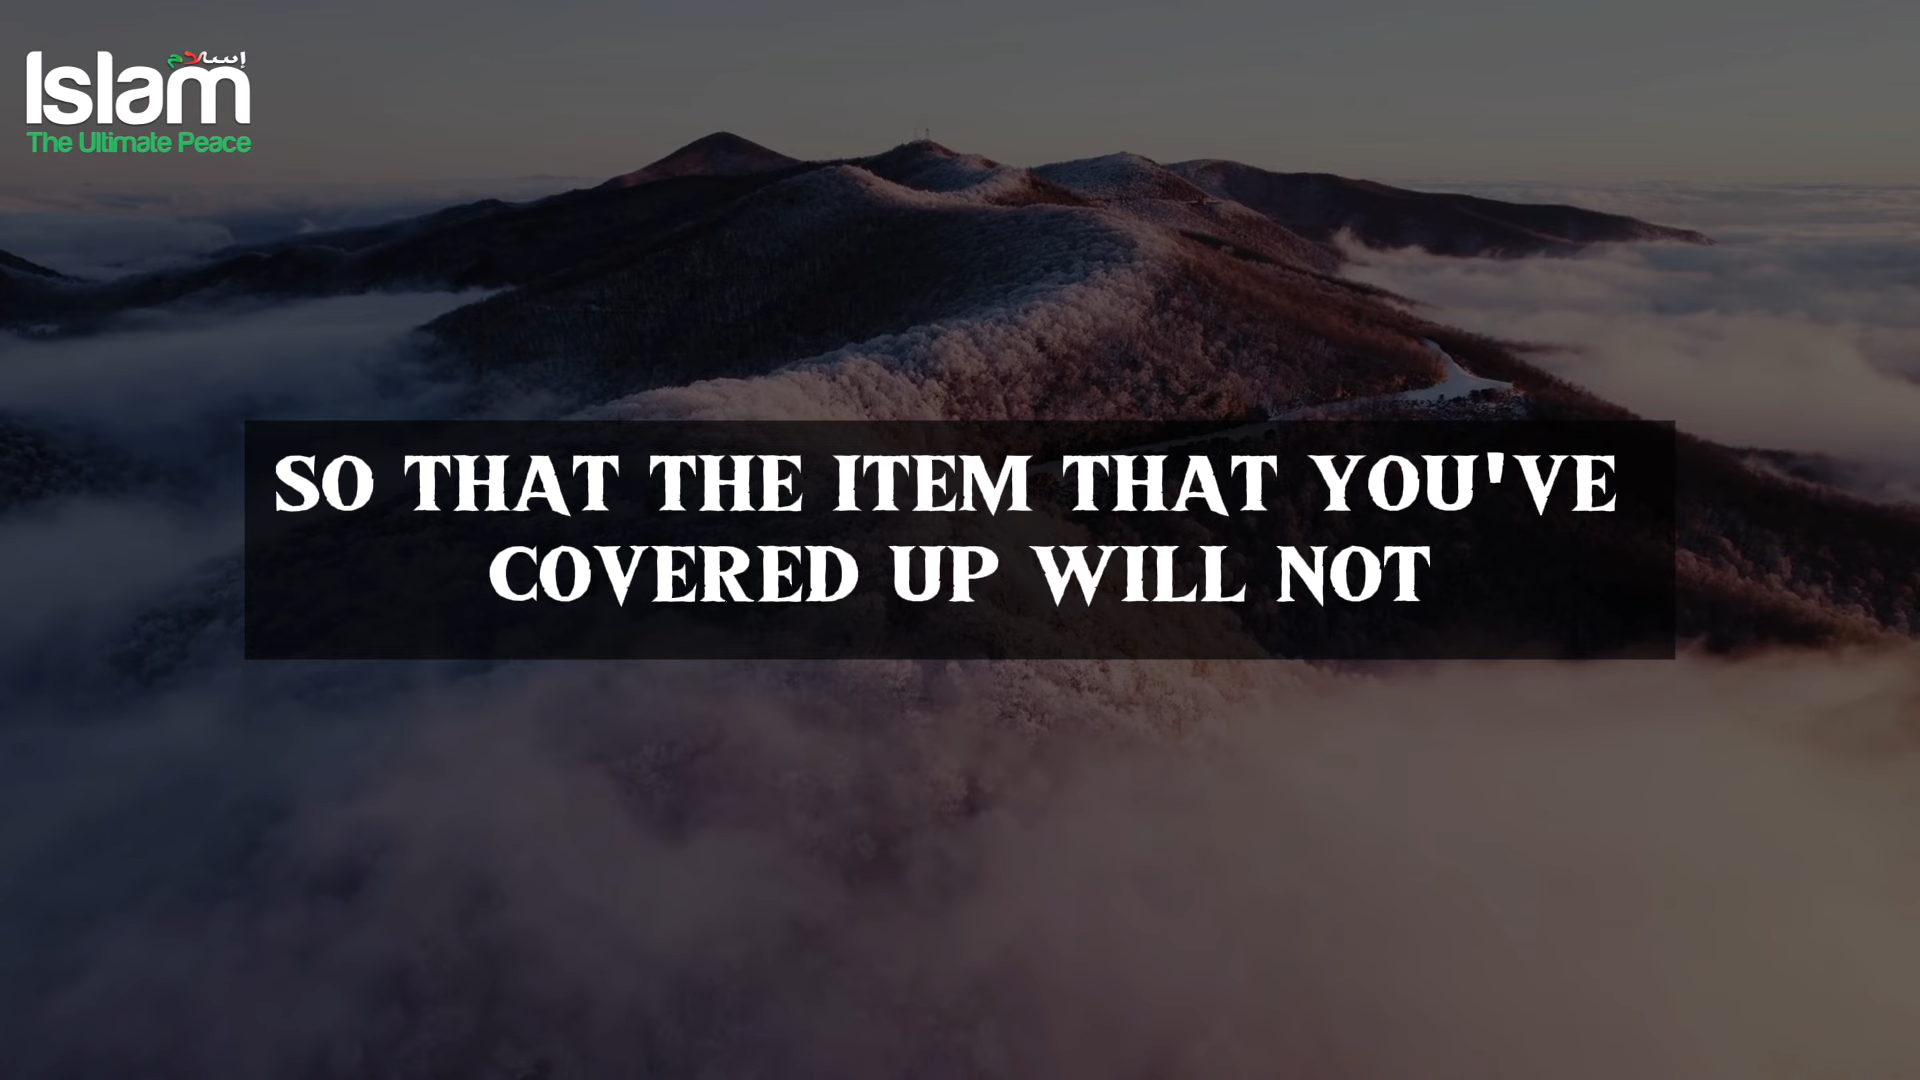 إسلام
Islam
The Ultimate Peace
SO THAT THE ITEM THAT YOU'VE
COVERED UP WILL NOT